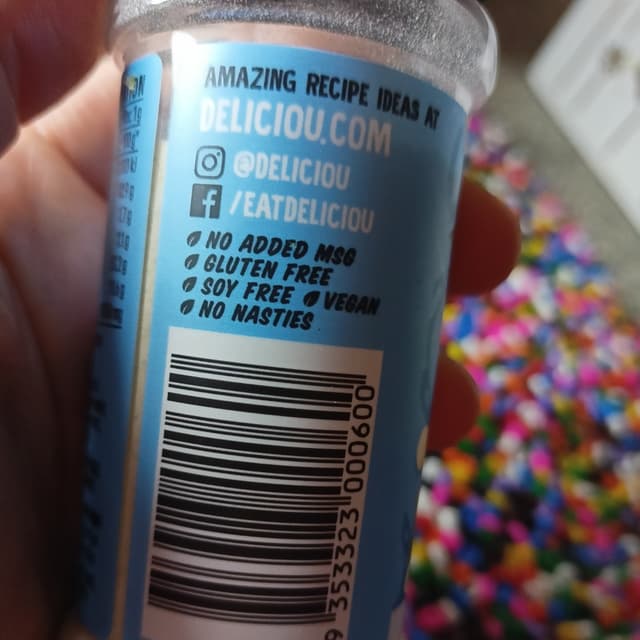 AMAZING RECIPE IDEAS AT
DELICIOU.COM
@DELICIOU
/EATDELICIOU
NO ADDED MSG
GLUTEN FREE
SOY FREE VEGAN
NO NASTIES
9 353323 000600